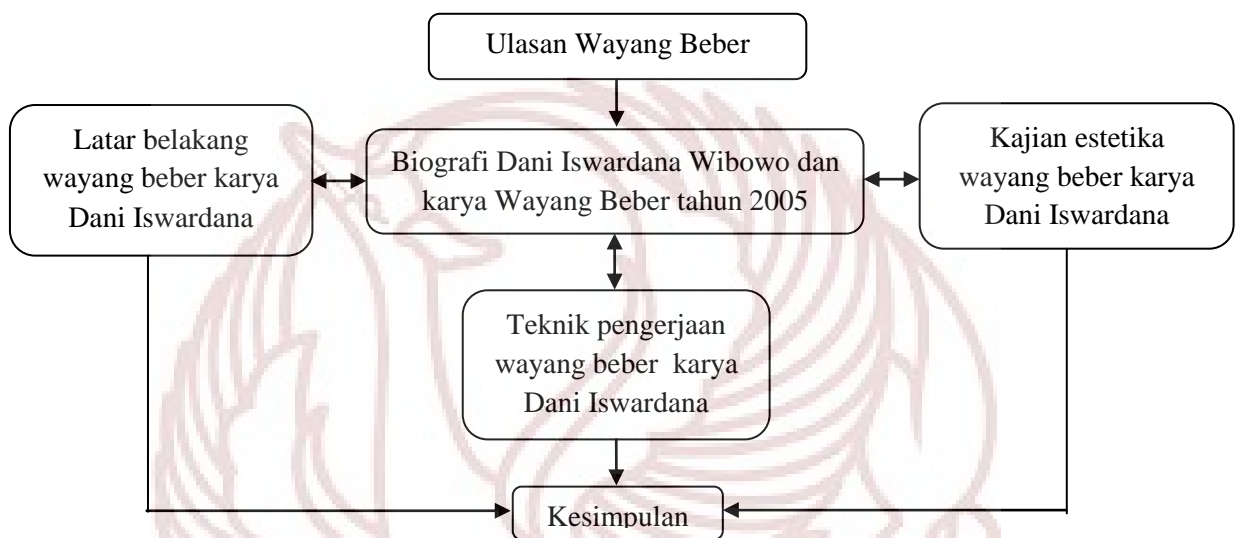 Ulasan Wayang Beber
Latar belakang
wayang beber karya
Dani Iswardana
Biografi Dani Iswardana Wibowo dan
karya Wayang Beber tahun 2005
Kajian estetika
wayang beber karya
Dani Iswardana
Teknik pengerjaan
wayang beber karya
Dani Iswardana
Kesimpulan